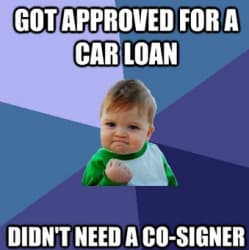 GOT APPROVED FOR A
CAR LOAN
DIDN'T NEED A CO-SIGNER